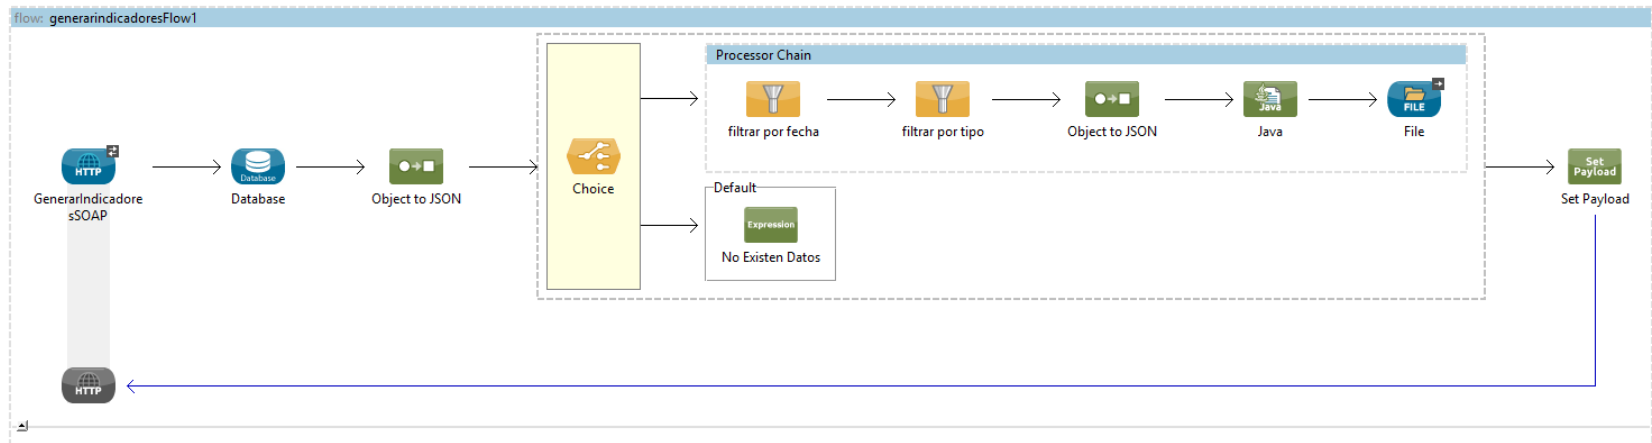 flow: generarindicadoresFlow1
Processor Chain
filtrar por fecha
filtrar por tipo
Object to JSON
Java
Java
FILE
File
HTTP
GenerarIndicadore
sSOAP
Database
Database
Object to JSON
Choice
Default
Expression
No Existen Datos
Set
Payload
Set Payload
HTTP